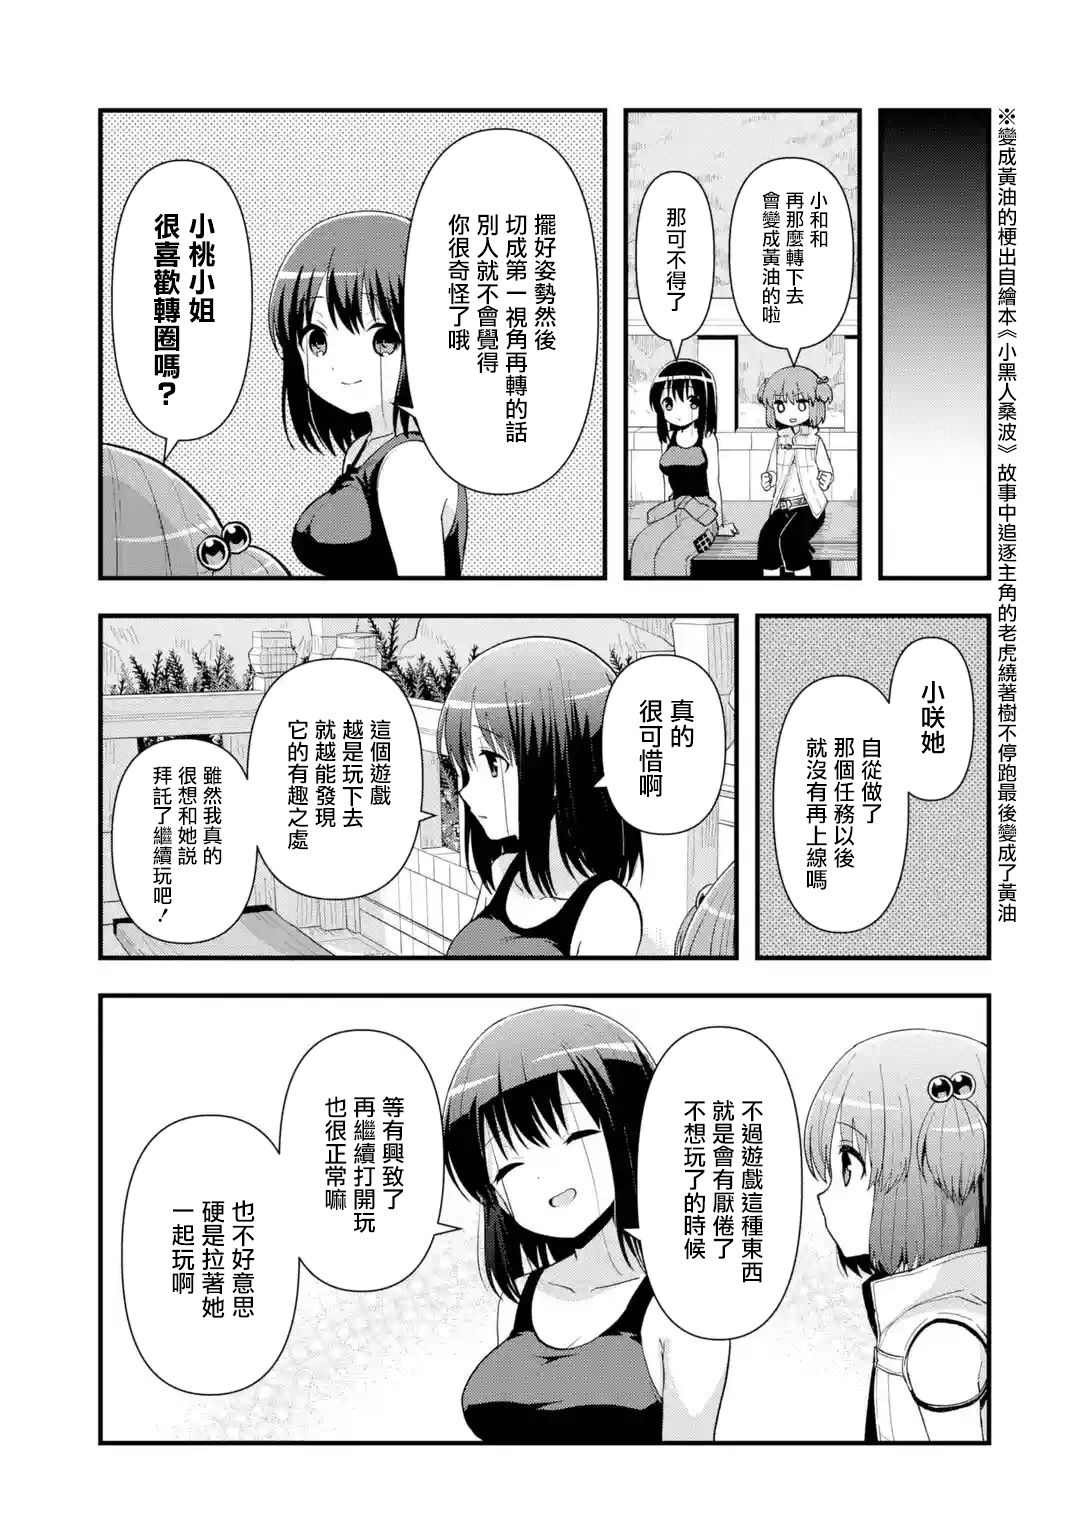 ※變成黃油的梗出自繪本《小黑人桑波》故事中追逐主角的老虎繞著樹不停跑最後變成了黃油
小和和
再那麼轉下去
會變成黃油的啦
那可不得了
擺好姿勢然後
切成第一視角再轉的話
別人就不會覺得
你很奇怪了哦
小桃小姐
很喜歡轉圈嗎？
小咲她
自從做了
那個任務以後
就沒有再上線嗎
真的
很可惜啊
這個遊戲
越是玩下去
就越能發現
它的有趣之處
雖然我真的
很想和她說
拜託了繼續玩吧！
不過遊戲這種東西
就是會有厭倦了
不想玩了的時候
等有興致了
再繼續打開玩
也很正常嘛
也不好意思
硬是拉著她
一起玩啊